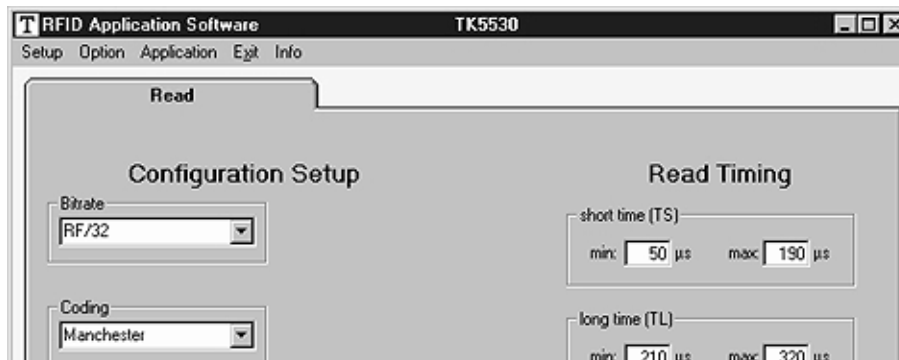 T RFID Application Software TK5530
Setup Option Application Exit Info
Read
Configuration Setup
Read Timing
Bitrate
RF/32
short time (TS)
min: 50 µs max: 190 µs
Coding
Manchester
long time (TL)
min: 210 µs max: 320 µs